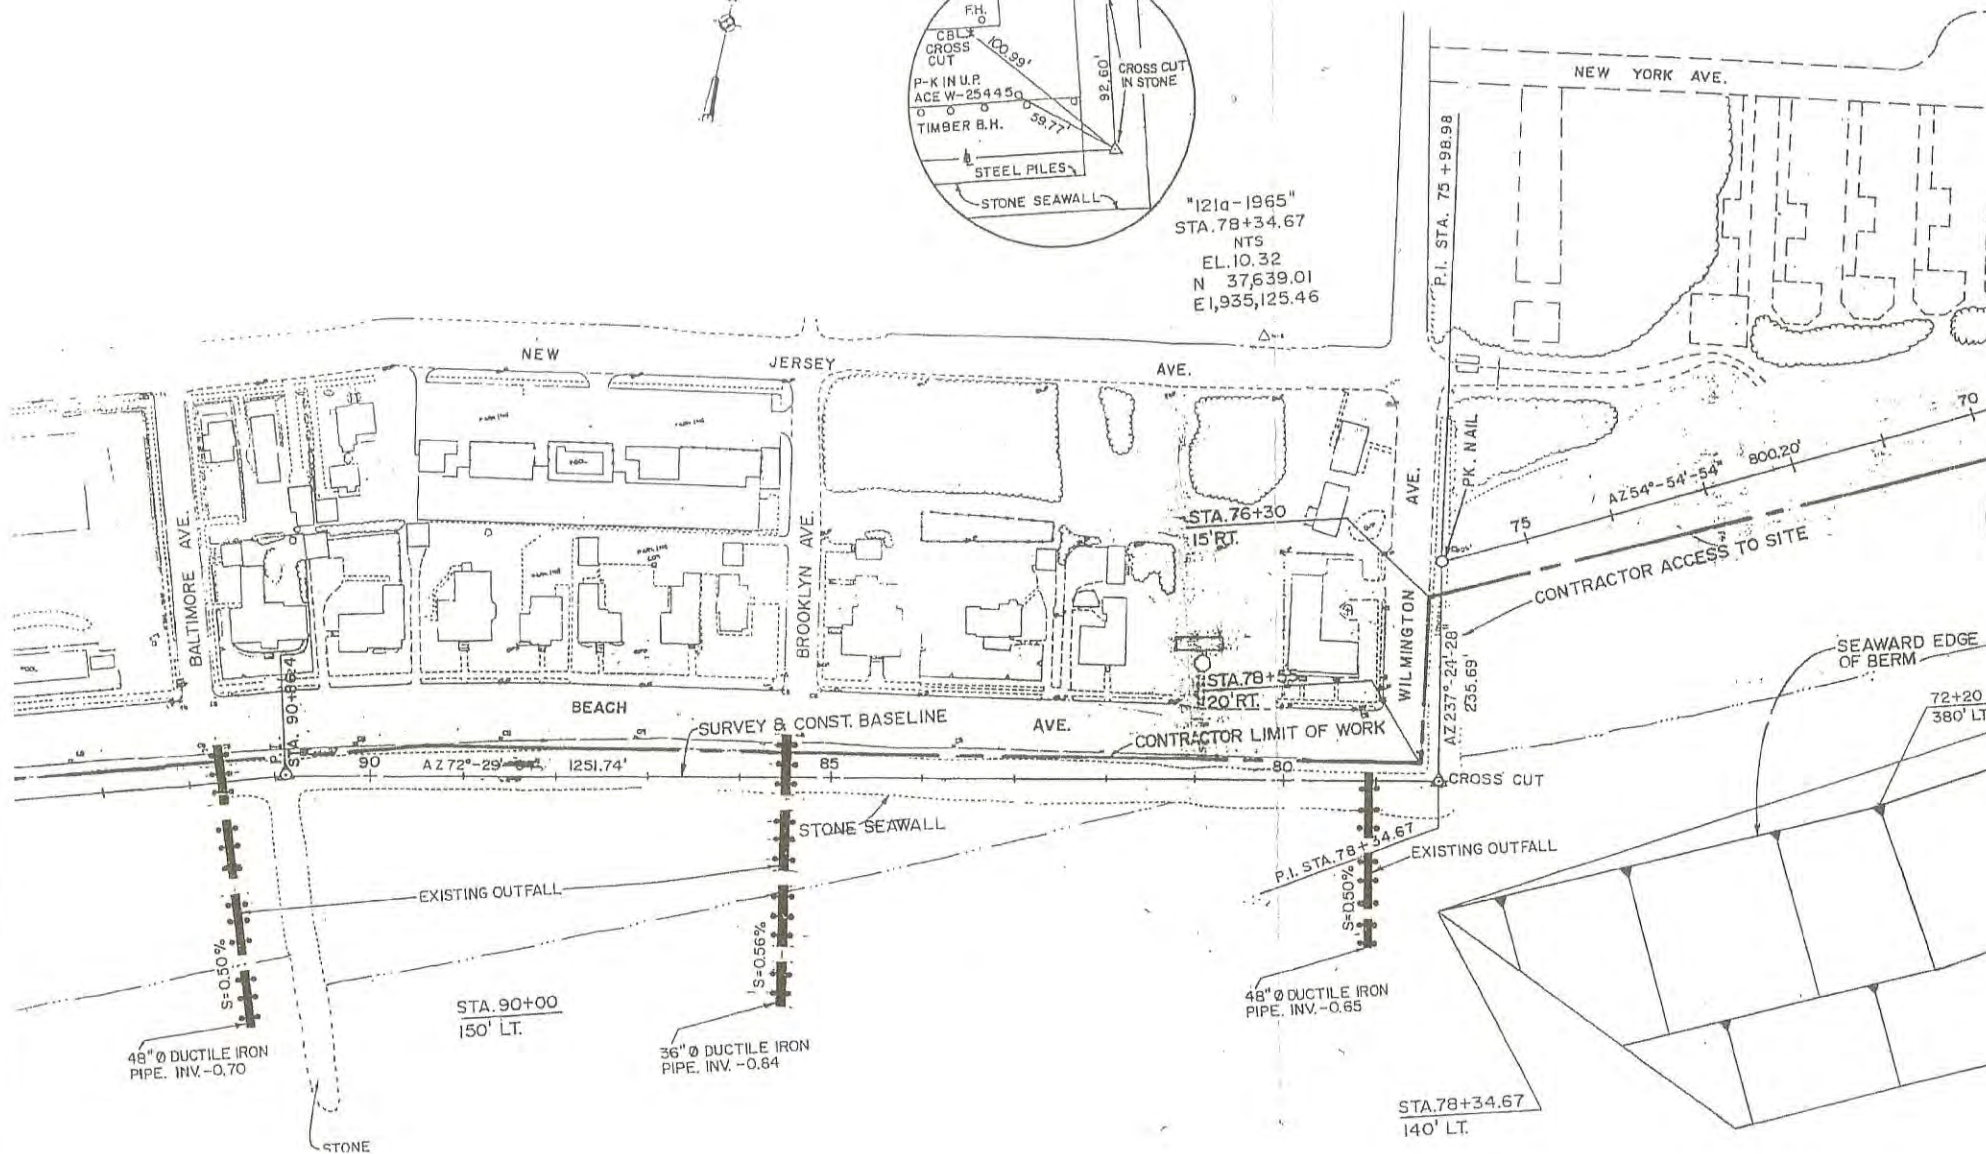 F.H.
CBL
CROSS
CUT
100.99'
P-K IN U.P.
ACE W-25445
TIMBER B.H.
59.77'
92.60'
CROSS CUT
IN STONE
STEEL PILES
STONE SEAWALL
"121a-1965"
STA.78+34.67
NTS
EL.10.32
N 37,639.01
E1,935,125.46
NEW YORK AVE.
P.I. STA. 75+98.98
NEW JERSEY AVE.
PARKING
PARKING
POOL
BALTIMORE AVE.
BROOKLYN AVE.
WILMINGTON AVE.
PK. NAIL
70
AZ54°-54'-54" 800.20'
75
STA.76+30
15' RT.
CONTRACTOR ACCESS TO SITE
AZ 237°-24'-28"
235.69'
SEAWARD EDGE
OF BERM
72+20
380' LT.
POOL
STA.78+55
20' RT.
BEACH AVE.
SURVEY & CONST. BASELINE
CONTRACTOR LIMIT OF WORK
90
AZ72°-29'
1251.74'
85
80
CROSS CUT
STONE SEAWALL
P.I. STA.78+34.67
EXISTING OUTFALL
EXISTING OUTFALL
S=0.50%
S=0.56%
S=0.50%
STA.90+00
150' LT.
48"Ø DUCTILE IRON
PIPE. INV.-0.70
36"Ø DUCTILE IRON
PIPE. INV.-0.84
48"Ø DUCTILE IRON
PIPE. INV.-0.65
STA.78+34.67
140' LT.
STONE